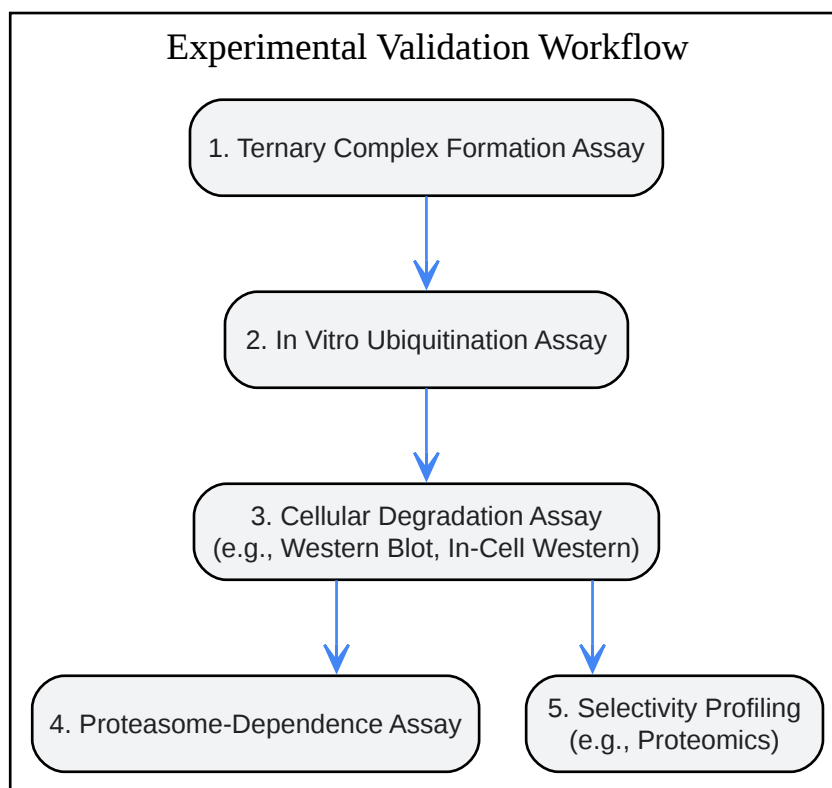 Experimental Validation Workflow
1. Ternary Complex Formation Assay
2. In Vitro Ubiquitination Assay
3. Cellular Degradation Assay
(e.g., Western Blot, In-Cell Western)
4. Proteasome-Dependence Assay
5. Selectivity Profiling
(e.g., Proteomics)